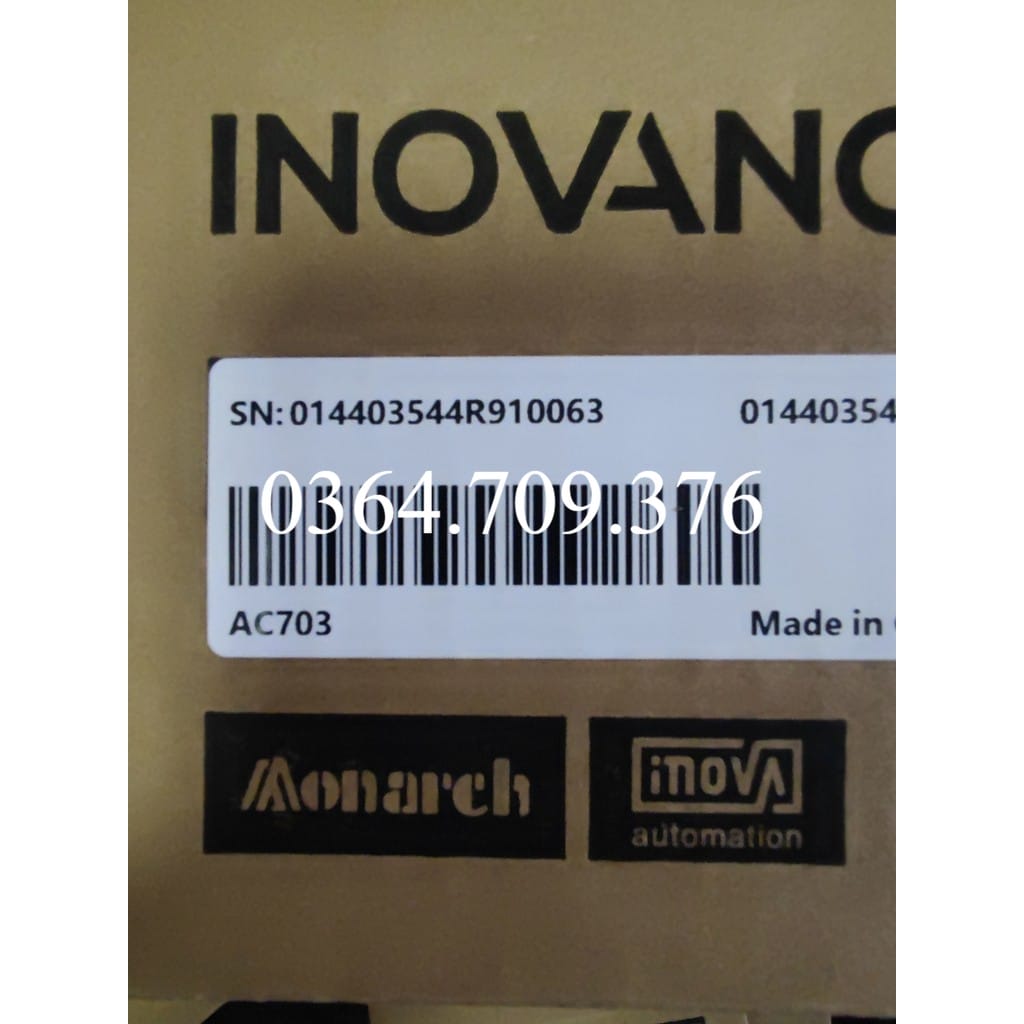 INOVANC
SN: 014403544R910063 01440354
0364.709.376
AC703 Made in
Monarch
inova
automation